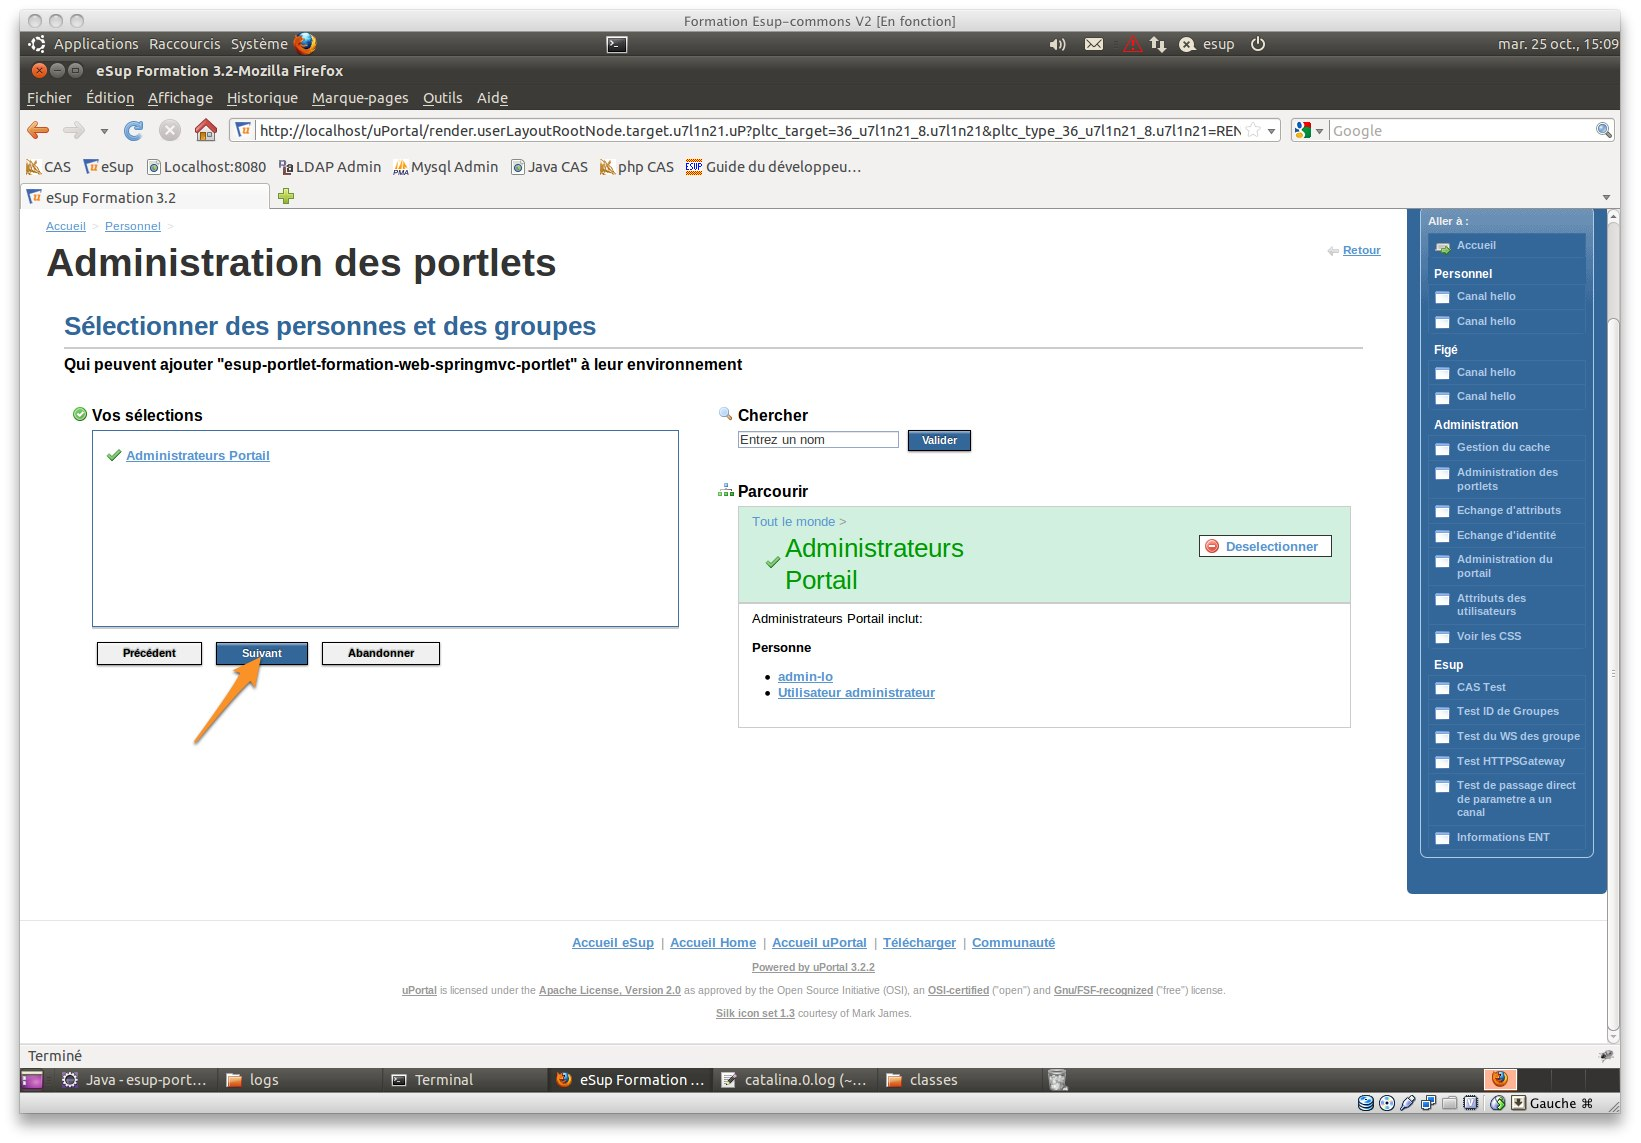 Formation Esup-commons V2 [En fonction]
Applications Raccourcis Système
esup
mar. 25 oct., 15:09
eSup Formation 3.2-Mozilla Firefox
Fichier Édition Affichage Historique Marque-pages Outils Aide
http://localhost/uPortal/render.userLayoutRootNode.target.u7l1n21.uP?pltc_target=36_u7l1n21_8.u7l1n21&pltc_type_36_u7l1n21_8.u7l1n21=REN
Google
CAS eSup Localhost:8080 LDAP Admin Mysql Admin Java CAS php CAS Guide du développeu...
eSup Formation 3.2
Accueil > Personnel >
Administration des portlets
Retour
Sélectionner des personnes et des groupes
Qui peuvent ajouter "esup-portlet-formation-web-springmvc-portlet" à leur environnement
Vos sélections
Administrateurs Portail
Précédent Suivant Abandonner
Chercher
Entrez un nom Valider
Parcourir
Tout le monde >
Administrateurs
Portail
Deselectionner
Administrateurs Portail inclut:
Personne
admin-lo
Utilisateur administrateur
Aller à :
Accueil
Personnel
Canal hello
Canal hello
Figé
Canal hello
Canal hello
Administration
Gestion du cache
Administration des
portlets
Echange d'attributs
Echange d'identité
Administration du
portail
Attributs des
utilisateurs
Voir les CSS
Esup
CAS Test
Test ID de Groupes
Test du WS des groupe
Test HTTPSGateway
Test de passage direct
de parametre a un
canal
Informations ENT
Accueil eSup | Accueil Home | Accueil uPortal | Télécharger | Communauté
Powered by uPortal 3.2.2
uPortal is licensed under the Apache License, Version 2.0 as approved by the Open Source Initiative (OSI), an OSI-certified ("open") and Gnu/FSF-recognized ("free") license.
Silk icon set 1.3 courtesy of Mark James.
Terminé
Java - esup-port... logs Terminal eSup Formation ... catalina.0.log (~... classes
Gauche ⌘